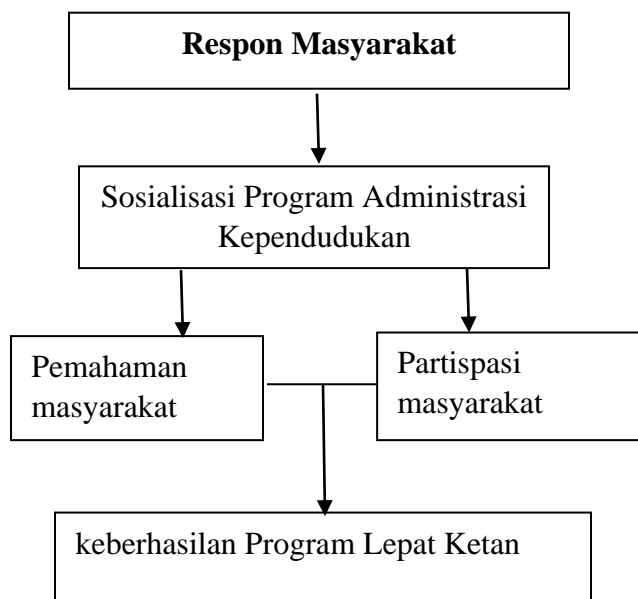 Respon Masyarakat
Sosialisasi Program Administrasi
Kependudukan
Pemahaman
masyarakat
Partispasi
masyarakat
keberhasilan Program Lepat Ketan